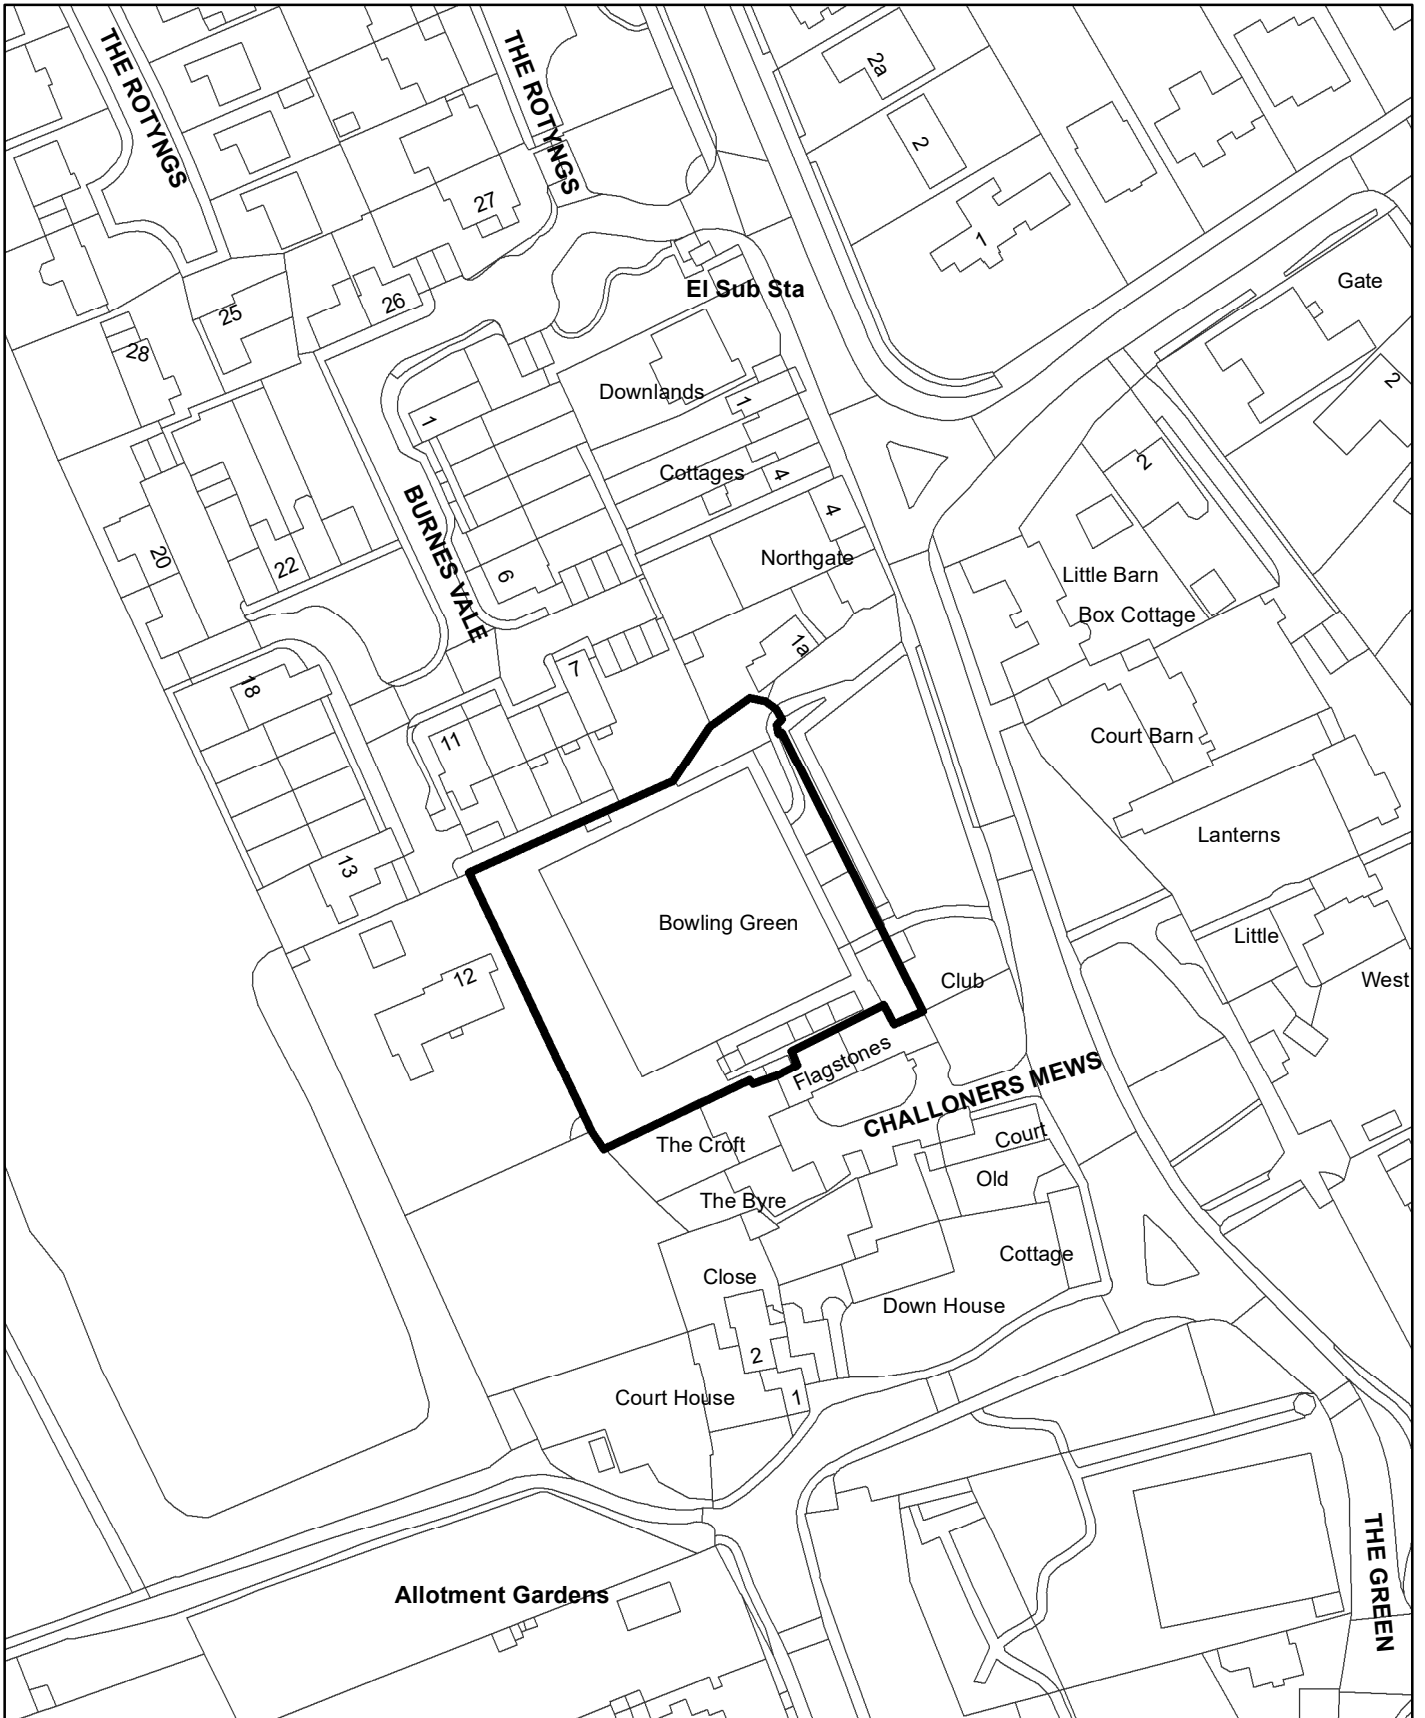 THE ROTYNGS
THE ROTYNGS
2a
2
1
27
El Sub Sta
Gate
25
26
28
Downlands
1
1
2
Cottages
4
4
2
BURNES VALE
20
22
6
Northgate
Little Barn
Box Cottage
1a
7
18
11
Court Barn
Lanterns
13
Bowling Green
Little
12
Club
West
Flagstones
CHALLONERS MEWS
The Croft
Court
Old
The Byre
Cottage
Close
Down House
2
Court House
1
Allotment Gardens
THE GREEN